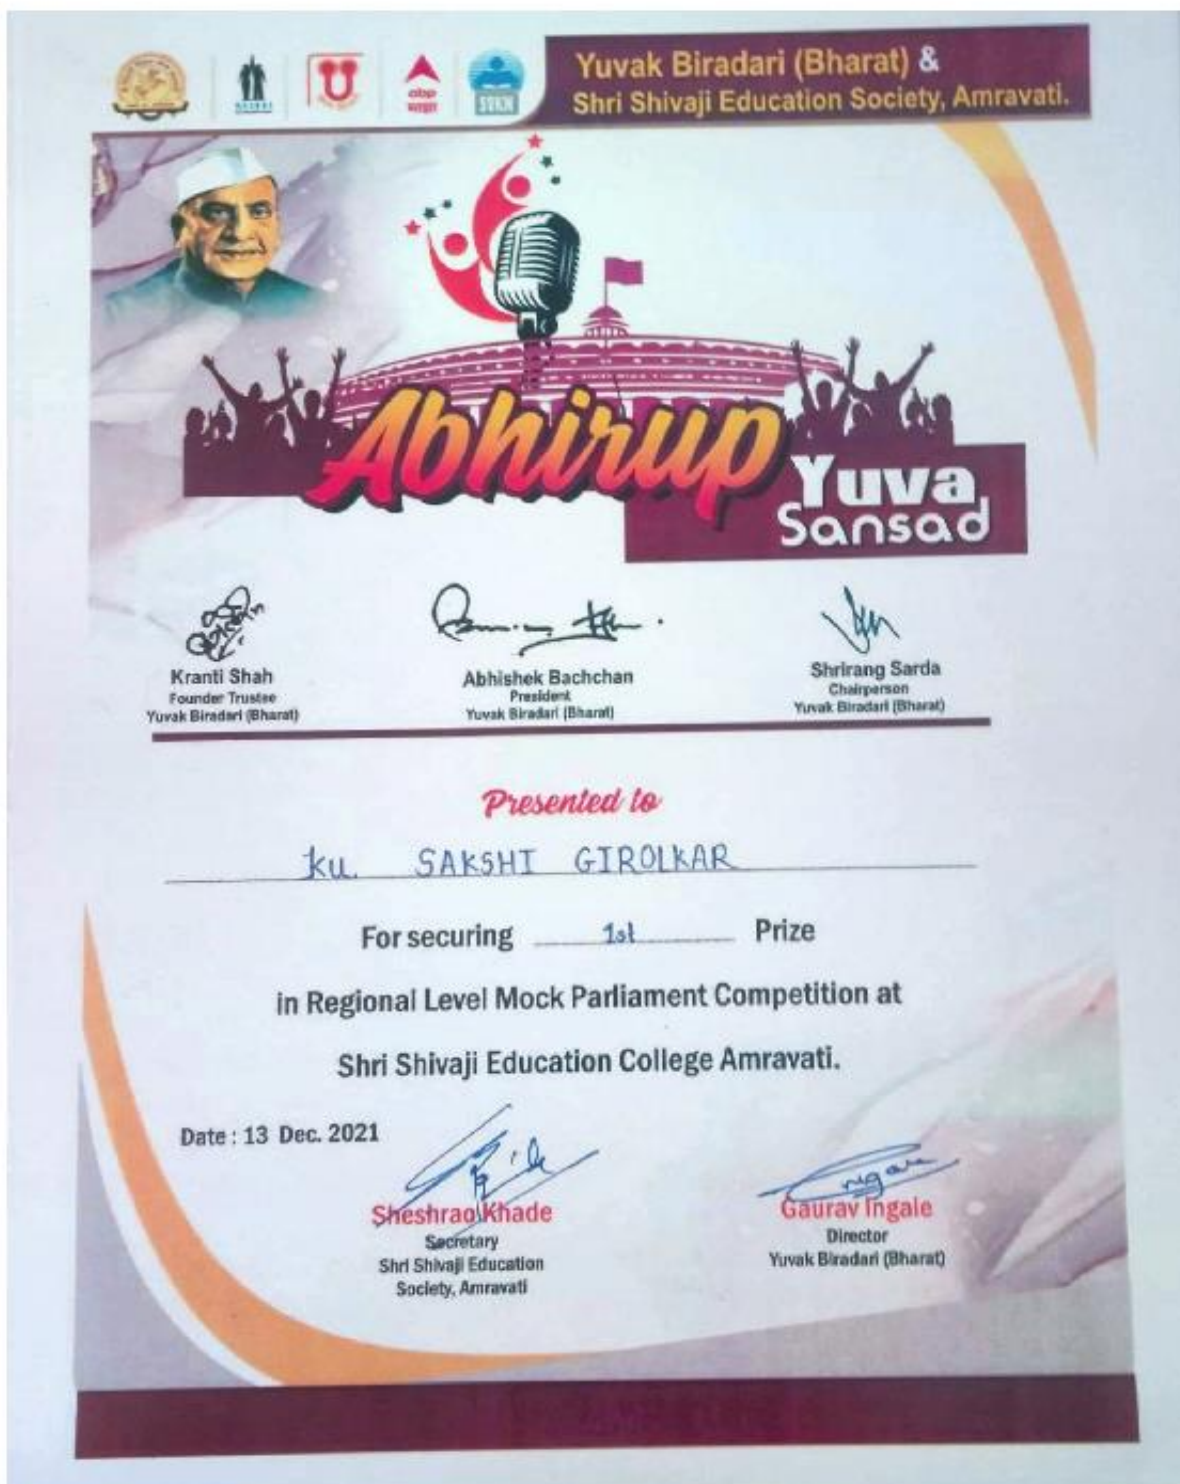 Yuvak Biradari (Bharat) &
Shri Shivaji Education Society, Amravati.
abp
माझा
SVKM
Abhirup
Yuva
Sansad
Kranti Shah
Founder Trustee
Yuvak Biradari (Bharat)
Abhishek Bachchan
President
Yuvak Biradari (Bharat)
Shrirang Sarda
Chairperson
Yuvak Biradari (Bharat)
Presented to
Ku. SAKSHI GIROLKAR
For securing 1st Prize
in Regional Level Mock Parliament Competition at
Shri Shivaji Education College Amravati.
Date : 13 Dec. 2021
Sheshrao Khade
Secretary
Shri Shivaji Education
Society, Amravati
Gaurav Ingale
Director
Yuvak Biradari (Bharat)